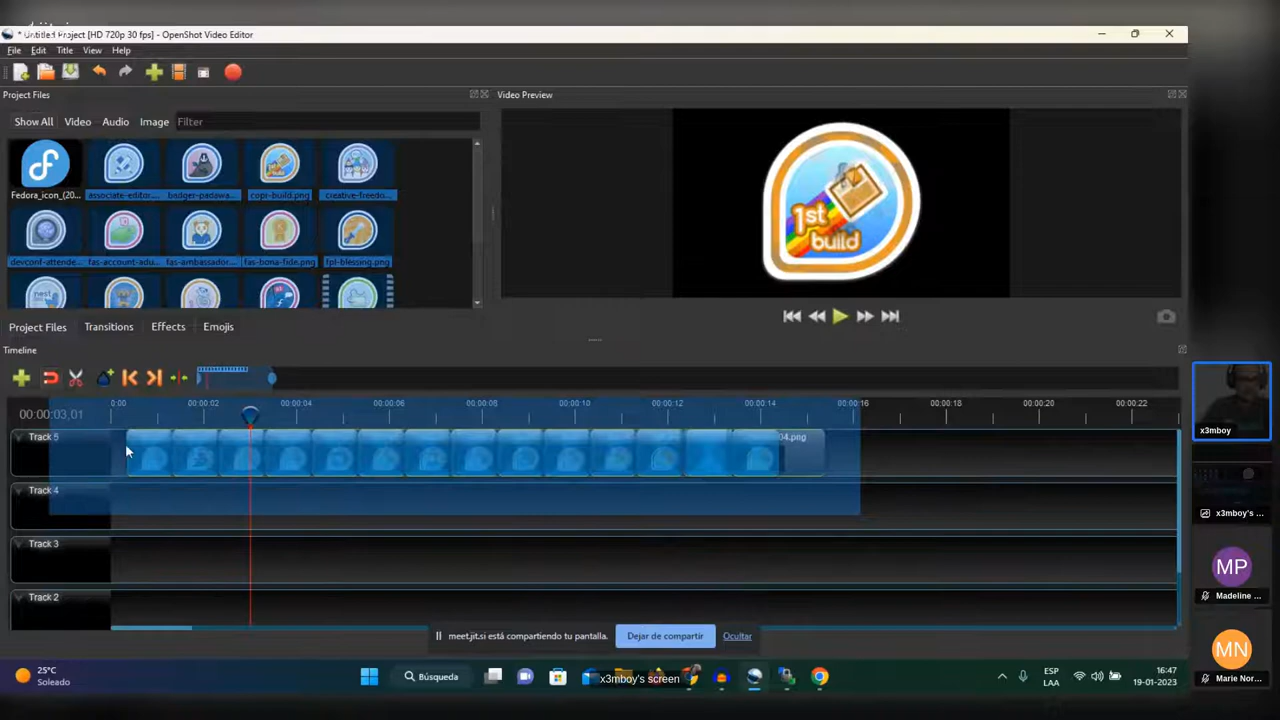 * Untitled Project [HD 720p 30 fps] - OpenShot Video Editor
File Edit Title View Help
Project Files
Video Preview
Show All Video Audio Image Filter
Fedora_icon_(20... associate-editor.... badger-padawa... copr-build.png creative-freedo...
devconf-attende... fas-account-adu... fas-ambassador... fas-bona-fide.png fpl-blessing.png
nest
1st
build
Project Files Transitions Effects Emojis
Timeline
00:00:03,01
0:00 00:00:02 00:00:04 00:00:06 00:00:08 00:00:10 00:00:12 00:00:14 00:00:16 00:00:18 00:00:20 00:00:22
Track 5
04.png
Track 4
Track 3
Track 2
meet.jit.si está compartiendo tu pantalla. Dejar de compartir Ocultar
x3mboy
x3mboy's ...
MP
Madeline ...
MN
Marie Nor...
25°C
Soleado
Búsqueda
x3mboy's screen
ESP
LAA
16:47
19-01-2023